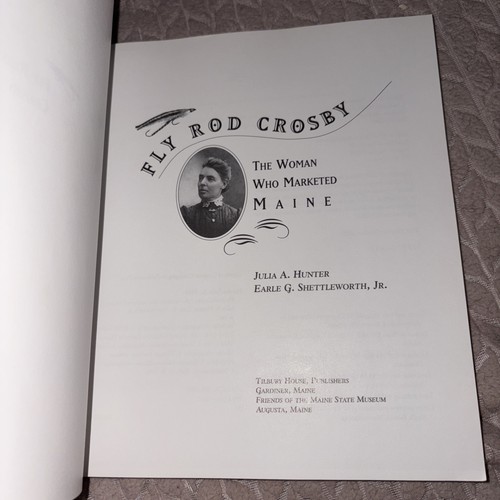 FLY ROD CROSBY
THE WOMAN
WHO MARKETED
MAINE
JULIA A. HUNTER
EARLE G. SHETTLEWORTH, JR.
TILBURY HOUSE, PUBLISHERS
GARDINER, MAINE
FRIENDS OF THE MAINE STATE MUSEUM
AUGUSTA, MAINE